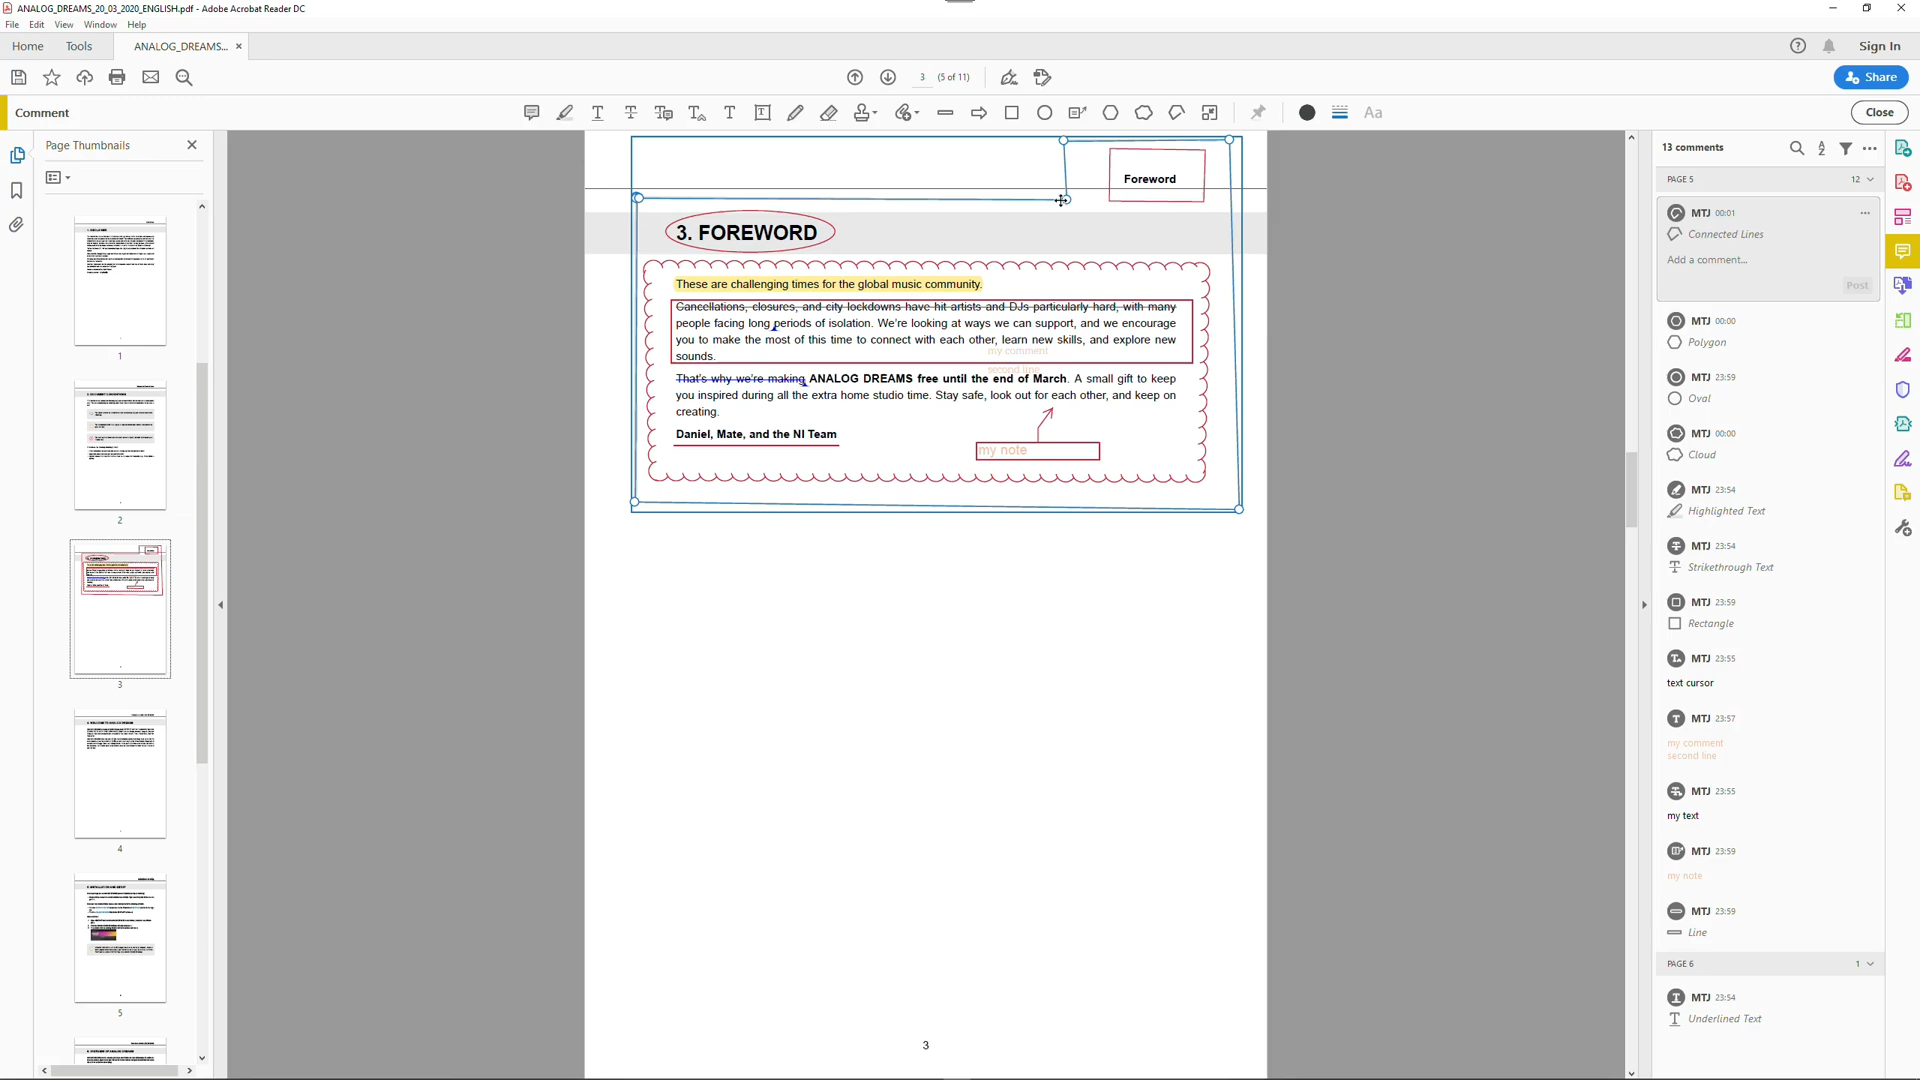 ANALOG_DREAMS_20_03_2020_ENGLISH.pdf - Adobe Acrobat Reader DC
File Edit View Window Help
Home Tools ANALOG_DREAMS... × Sign In
3 (5 of 11) Share
Comment Aa Close
Page Thumbnails
1
2
3
4
5
Foreword
3. FOREWORD
These are challenging times for the global music community.
Cancellations, closures, and city lockdowns have hit artists and DJs particularly hard, with many
people facing long periods of isolation. We're looking at ways we can support, and we encourage
you to make the most of this time to connect with each other, learn new skills, and explore new
sounds.
my comment
second line
That's why we're making ANALOG DREAMS free until the end of March. A small gift to keep
you inspired during all the extra home studio time. Stay safe, look out for each other, and keep on
creating.
Daniel, Mate, and the NI Team
my note
3
13 comments
PAGE 5 12
MTJ 00:01
Connected Lines
Add a comment...
Post
MTJ 00:00
Polygon
MTJ 23:59
Oval
MTJ 00:00
Cloud
MTJ 23:54
Highlighted Text
MTJ 23:54
Strikethrough Text
MTJ 23:59
Rectangle
MTJ 23:55
text cursor
MTJ 23:57
my comment
second line
MTJ 23:55
my text
MTJ 23:59
my note
MTJ 23:59
Line
PAGE 6 1
MTJ 23:54
Underlined Text